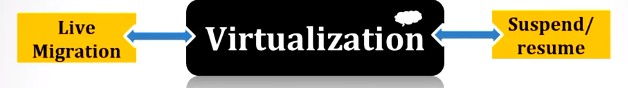 Live
Migration
Virtualization
Suspend/
resume